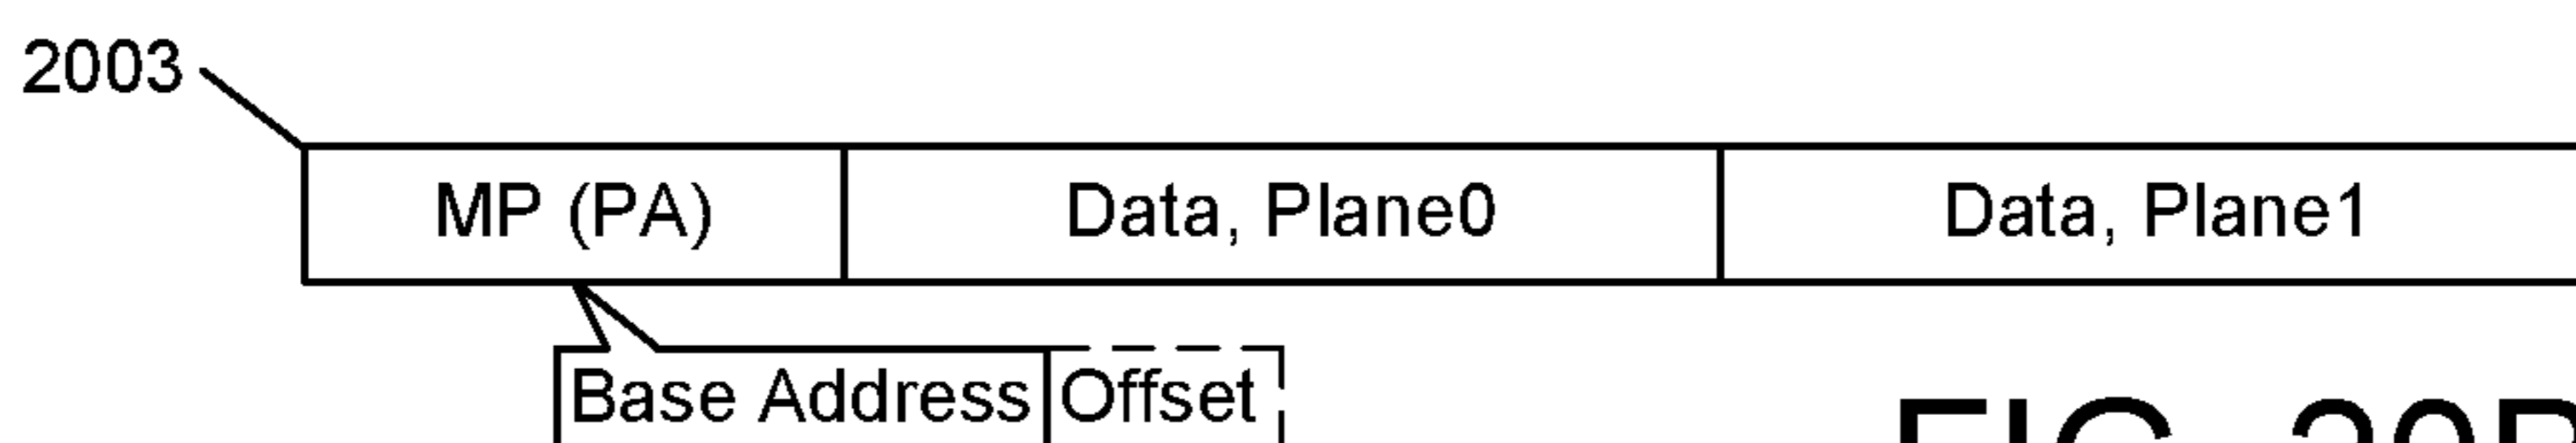 2003
MP (PA) Data, Plane0 Data, Plane1
Base Address Offset